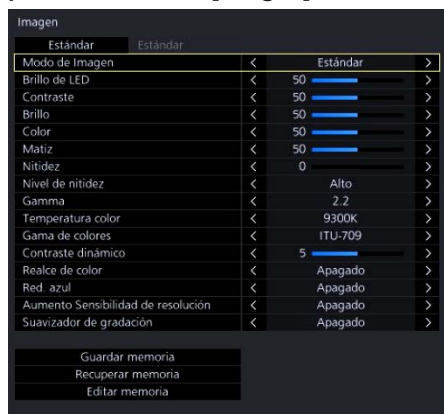 Imagen
Estándar Estándar
Modo de Imagen < Estándar >
Brillo de LED < 50 >
Contraste < 50 >
Brillo < 50 >
Color < 50 >
Matiz < 50 >
Nitidez < 0 >
Nivel de nitidez < Alto >
Gamma < 2.2 >
Temperatura color < 9300K >
Gama de colores < ITU-709 >
Contraste dinámico < 5 >
Realce de color < Apagado >
Red. azul < Apagado >
Aumento Sensibilidad de resolución < Apagado >
Suavizador de gradación < Apagado >
Guardar memoria
Recuperar memoria
Editar memoria